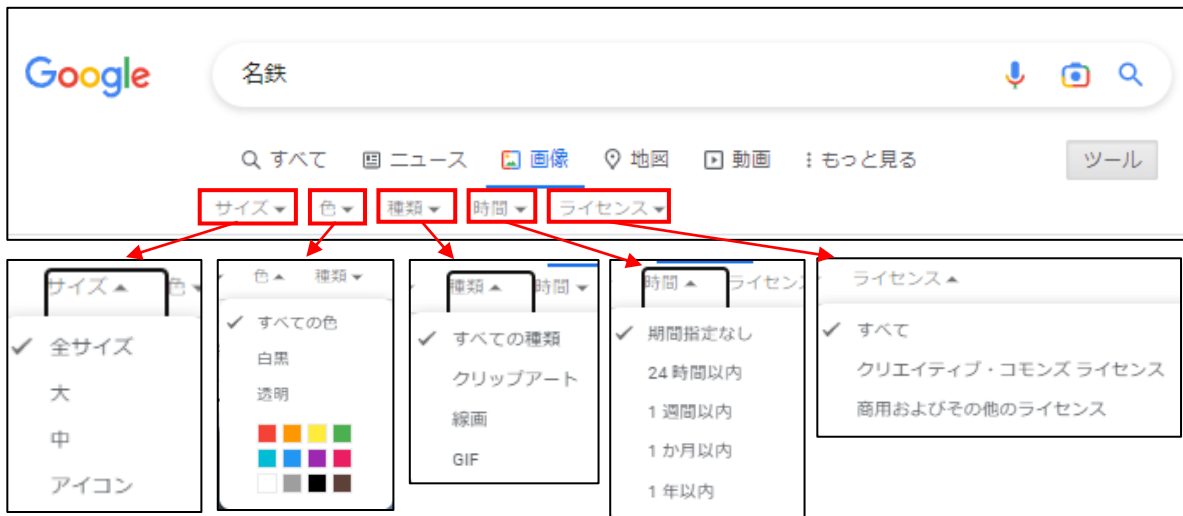 Google 名鉄
すべて ニュース 画像 地図 動画 もっと見る ツール
サイズ 色 種類 時間 ライセンス
サイズ 色
全サイズ
大
中
アイコン
色 種類
すべての色
白黒
透明
種類 時間
すべての種類
クリップアート
線画
GIF
時間 ライセン
期間指定なし
24 時間以内
1 週間以内
1 か月以内
1 年以内
ライセンス
すべて
クリエイティブ・コモンズ ライセンス
商用およびその他のライセンス